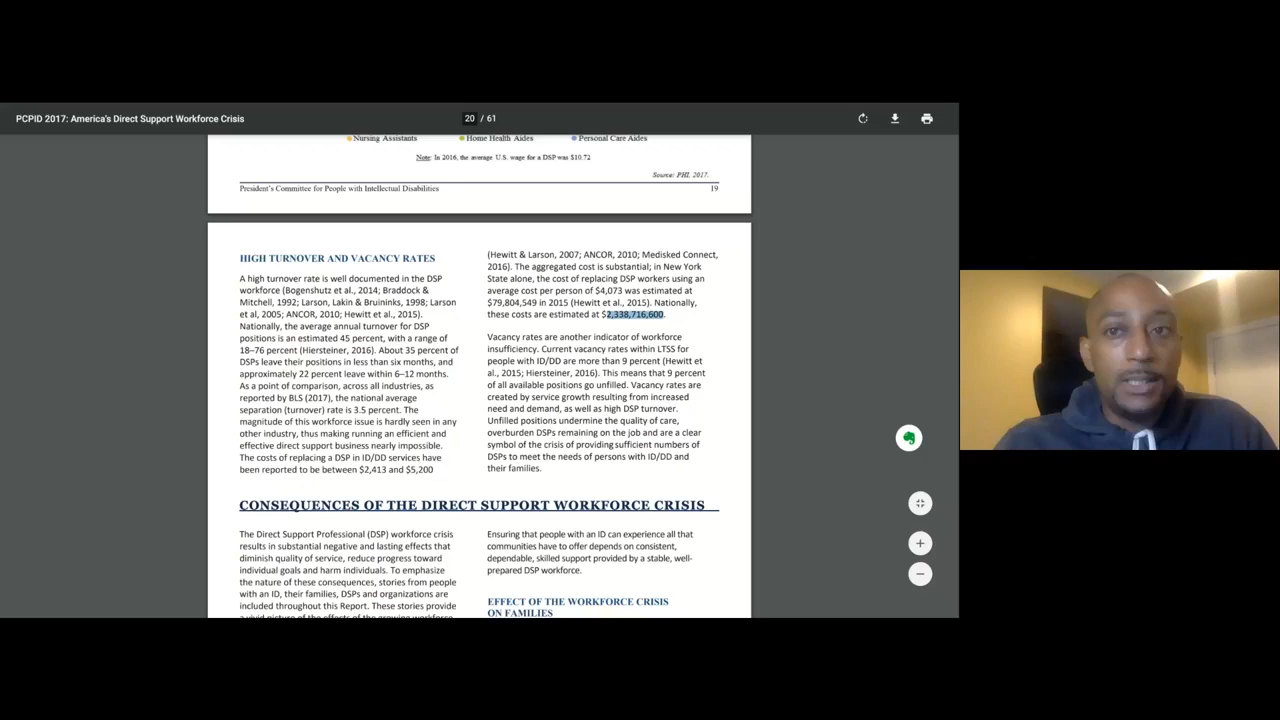 PCPID 2017: America's Direct Support Workforce Crisis
20 / 61
Nursing Assistants Home Health Aides Personal Care Aides
Note: In 2016, the average U.S. wage for a DSP was $10.72
Source: PHI, 2017.
President's Committee for People with Intellectual Disabilities 19
HIGH TURNOVER AND VACANCY RATES
A high turnover rate is well documented in the DSP
workforce (Bogenshutz et al., 2014; Braddock &
Mitchell, 1992; Larson, Lakin & Bruininks, 1998; Larson
et al, 2005; ANCOR, 2010; Hewitt et al., 2015).
Nationally, the average annual turnover for DSP
positions is an estimated 45 percent, with a range of
18–76 percent (Hiersteiner, 2016). About 35 percent of
DSPs leave their positions in less than six months, and
approximately 22 percent leave within 6–12 months.
As a point of comparison, across all industries, as
reported by BLS (2017), the national average
separation (turnover) rate is 3.5 percent. The
magnitude of this workforce issue is hardly seen in any
other industry, thus making running an efficient and
effective direct support business nearly impossible.
The costs of replacing a DSP in ID/DD services have
been reported to be between $2,413 and $5,200
(Hewitt & Larson, 2007; ANCOR, 2010; Medisked Connect,
2016). The aggregated cost is substantial; in New York
State alone, the cost of replacing DSP workers using an
average cost per person of $4,073 was estimated at
$79,804,549 in 2015 (Hewitt et al., 2015). Nationally,
these costs are estimated at $2,338,716,600.
Vacancy rates are another indicator of workforce
insufficiency. Current vacancy rates within LTSS for
people with ID/DD are more than 9 percent (Hewitt et
al., 2015; Hiersteiner, 2016). This means that 9 percent
of all available positions go unfilled. Vacancy rates are
created by service growth resulting from increased
need and demand, as well as high DSP turnover.
Unfilled positions undermine the quality of care,
overburden DSPs remaining on the job and are a clear
symbol of the crisis of providing sufficient numbers of
DSPs to meet the needs of persons with ID/DD and
their families.
CONSEQUENCES OF THE DIRECT SUPPORT WORKFORCE CRISIS
The Direct Support Professional (DSP) workforce crisis
results in substantial negative and lasting effects that
diminish quality of service, reduce progress toward
individual goals and harm individuals. To emphasize
the nature of these consequences, stories from people
with an ID, their families, DSPs and organizations are
included throughout this Report. These stories provide
a vivid picture of the effects of the growing workforce
Ensuring that people with an ID can experience all that
communities have to offer depends on consistent,
dependable, skilled support provided by a stable, well-
prepared DSP workforce.
EFFECT OF THE WORKFORCE CRISIS
ON FAMILIES